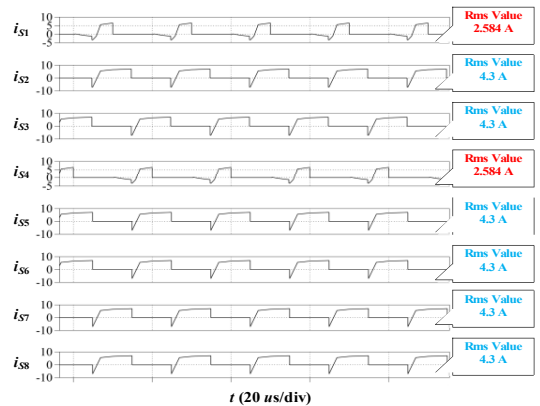 iS1
10
5
0
-5
Rms Value
2.584 A
iS2
10
0
-10
Rms Value
4.3 A
iS3
10
0
-10
Rms Value
4.3 A
iS4
10
5
0
-5
Rms Value
2.584 A
iS5
10
0
-10
Rms Value
4.3 A
iS6
10
0
-10
Rms Value
4.3 A
iS7
10
0
-10
Rms Value
4.3 A
iS8
10
0
-10
Rms Value
4.3 A
t (20 us/div)